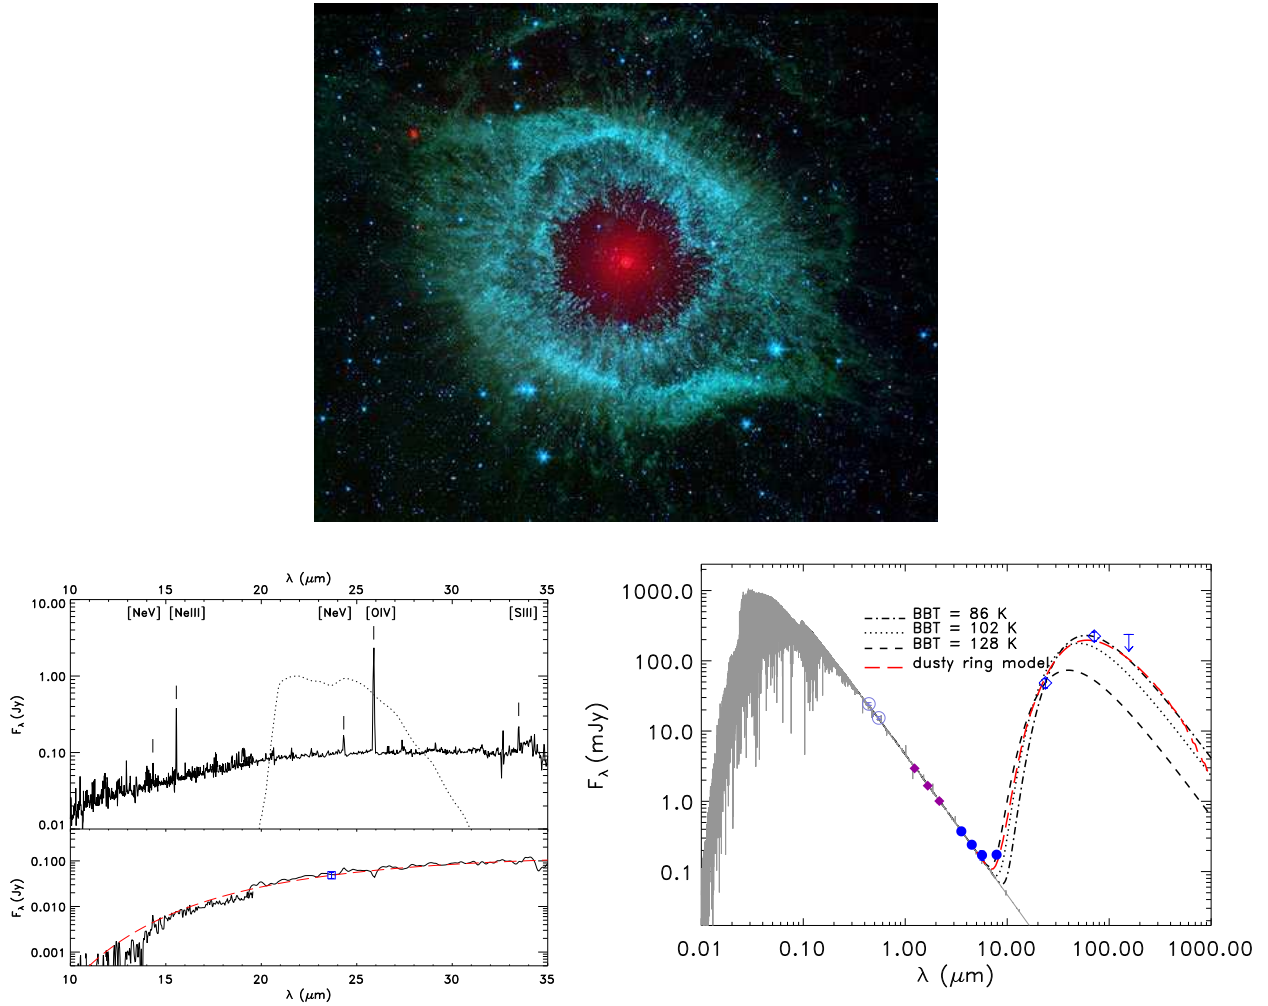 λ (μm)
10 15 20 25 30 35
[NeV] [NeIII] [NeV] [OIV] [SIII]
10.00
1.00
0.10
0.01
F_λ (Jy)
0.100
0.010
0.001
F_λ (Jy)
10 15 20 25 30 35
λ (μm)
1000.0
100.0
10.0
1.0
0.1
F_λ (mJy)
BBT = 86 K
BBT = 102 K
BBT = 128 K
dusty ring model
0.01 0.10 1.00 10.00 100.00 1000.00
λ (μm)